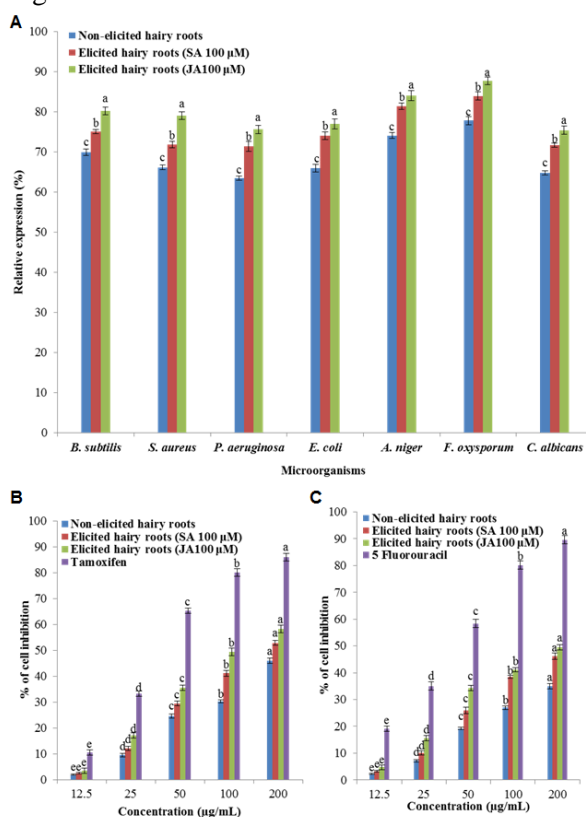 A
Non-elicited hairy roots
Elicited hairy roots (SA 100 µM)
Elicited hairy roots (JA100 µM)
Relative expression (%)
100
90
80
70
60
50
40
30
20
10
0
c b a
c b a
c b a
c b a
c b a
c b a
c b a
B. subtilis S. aureus P. aeruginosa E. coli A. niger F. oxysporum C. albicans
Microorganisms
B
Non-elicited hairy roots
Elicited hairy roots (SA 100 µM)
Elicited hairy roots (JA100 µM)
Tamoxifen
% of cell inhibition
100
90
80
70
60
50
40
30
20
10
0
e e e e
d d d d
c c c c
b b b b
a a a a
12.5 25 50 100 200
Concentration (µg/mL)
C
Non-elicited hairy roots
Elicited hairy roots (SA 100 µM)
Elicited hairy roots (JA100 µM)
5 Fluorouracil
% of cell inhibition
100
90
80
70
60
50
40
30
20
10
0
e e e e
d d d d
c c c c
b b b b
a a a a
12.5 25 50 100 200
Concentration (µg/mL)